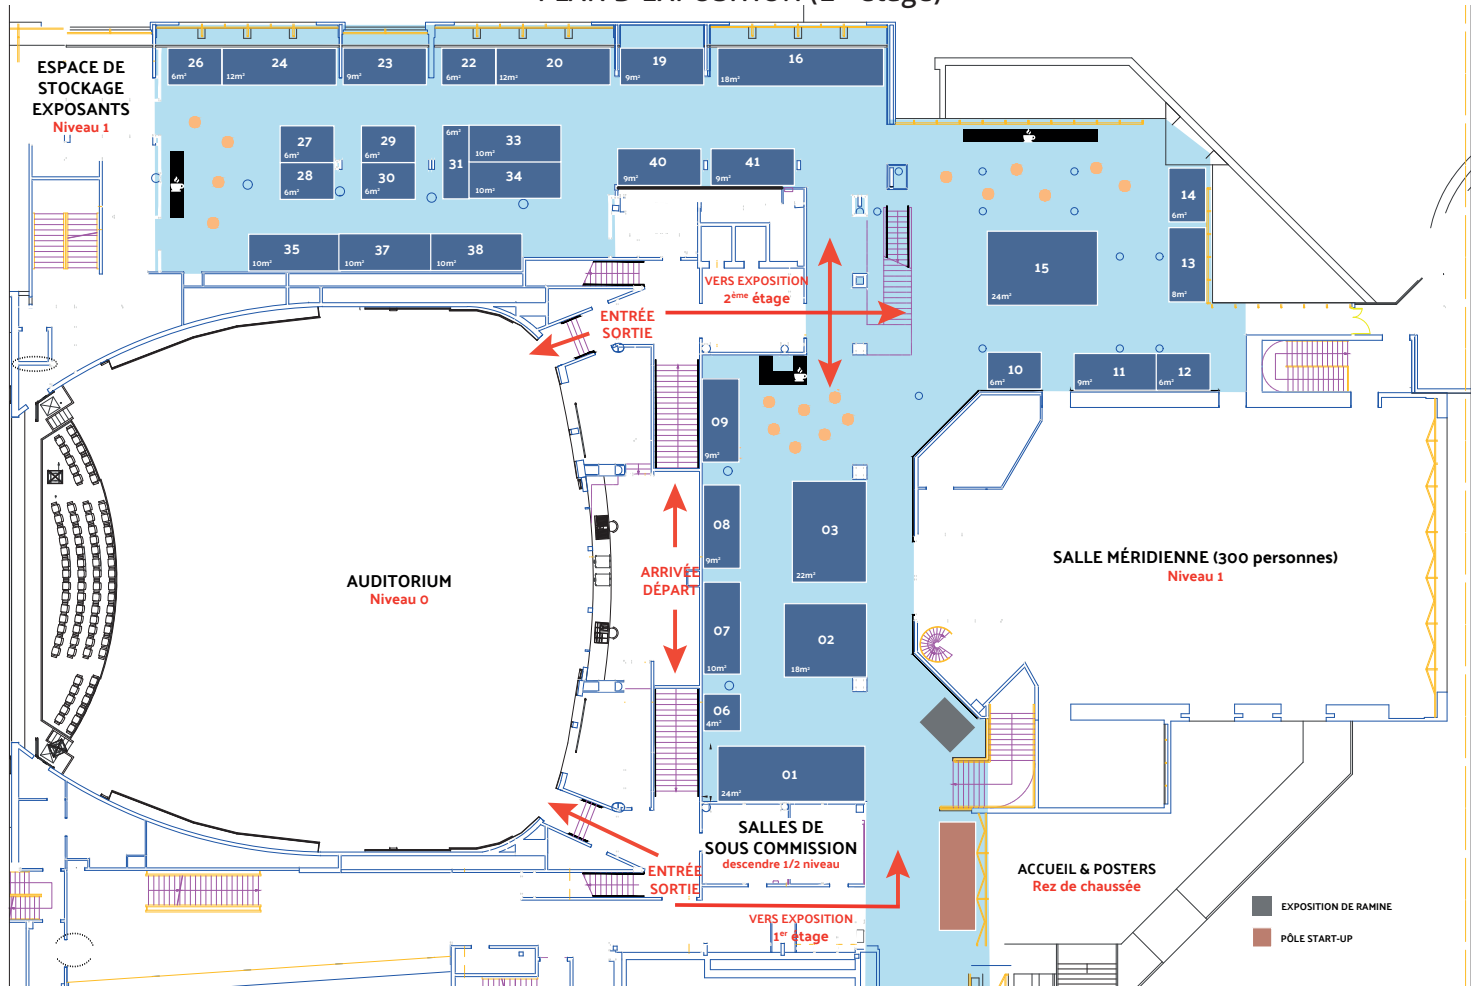 PLAN D'EXPOSITION
ESPACE DE
STOCKAGE
EXPOSANTS
Niveau 1
26
6m²
24
12m²
23
9m²
22
6m²
20
12m²
19
9m²
16
18m²
27
6m²
28
6m²
29
6m²
30
6m²
6m²
31
33
10m²
34
10m²
40
9m²
41
9m²
14
6m²
13
8m²
15
24m²
35
10m²
37
10m²
38
10m²
VERS EXPOSITION
2ème étage
ENTRÉE
SORTIE
10
6m²
11
9m²
12
6m²
09
9m²
08
9m²
03
22m²
ARRIVÉE
DÉPART
AUDITORIUM
Niveau 0
SALLE MÉRIDIENNE (300 personnes)
Niveau 1
07
10m²
02
18m²
06
4m²
01
24m²
SALLES DE
SOUS COMMISSION
descendre 1/2 niveau
ENTRÉE
SORTIE
VERS EXPOSITION
1er étage
ACCUEIL & POSTERS
Rez de chaussée
EXPOSITION DE RAMINE
PÔLE START-UP